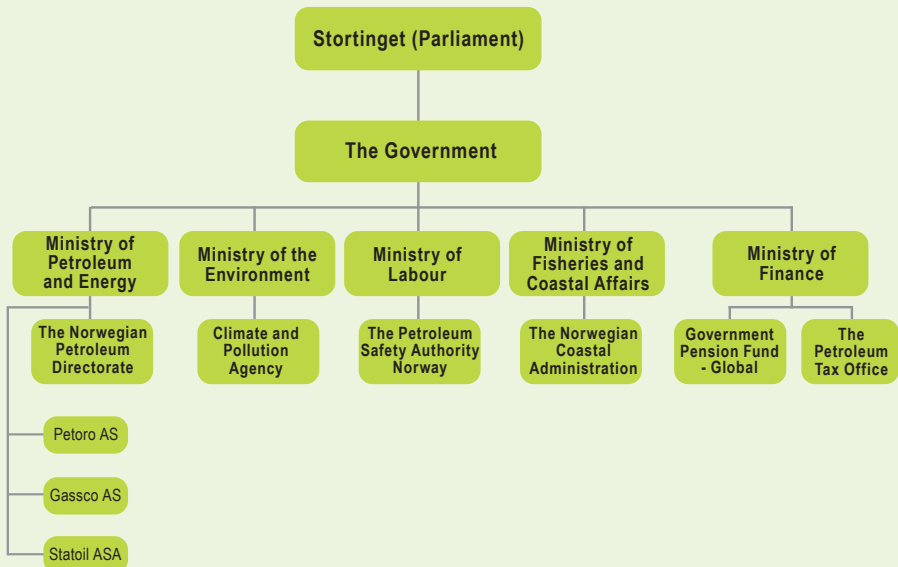 Stortinget (Parliament)
The Government
Ministry of
Petroleum
and Energy
Ministry of the
Environment
Ministry of
Labour
Ministry of
Fisheries and
Coastal Affairs
Ministry of
Finance
The Norwegian
Petroleum
Directorate
Climate and
Pollution
Agency
The Petroleum
Safety Authority
Norway
The Norwegian
Coastal
Administration
Government
Pension Fund
- Global
The
Petroleum
Tax Office
Petoro AS
Gassco AS
Statoil ASA